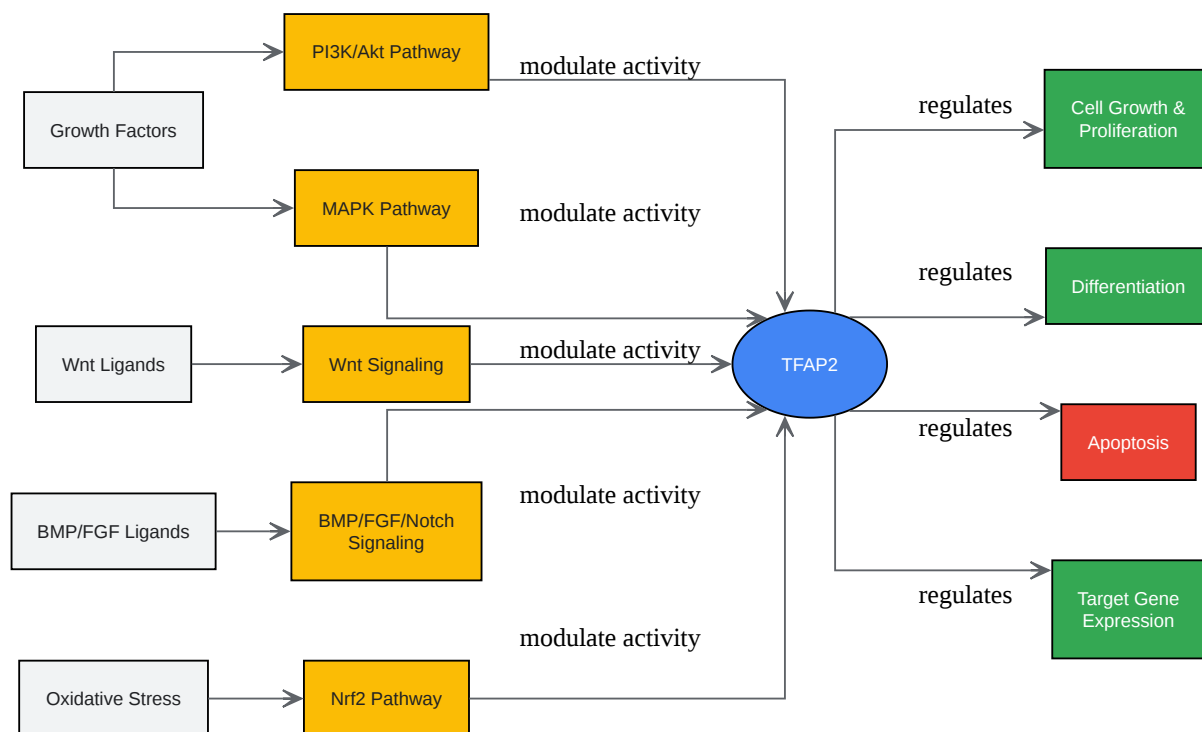 PI3K/Akt Pathway
modulate activity
Growth Factors
regulates
Cell Growth &
Proliferation
MAPK Pathway
modulate activity
regulates
Differentiation
Wnt Ligands
Wnt Signaling
modulate activity
TFAP2
regulates
Apoptosis
BMP/FGF Ligands
BMP/FGF/Notch
Signaling
modulate activity
regulates
Target Gene
Expression
modulate activity
Oxidative Stress
Nrf2 Pathway